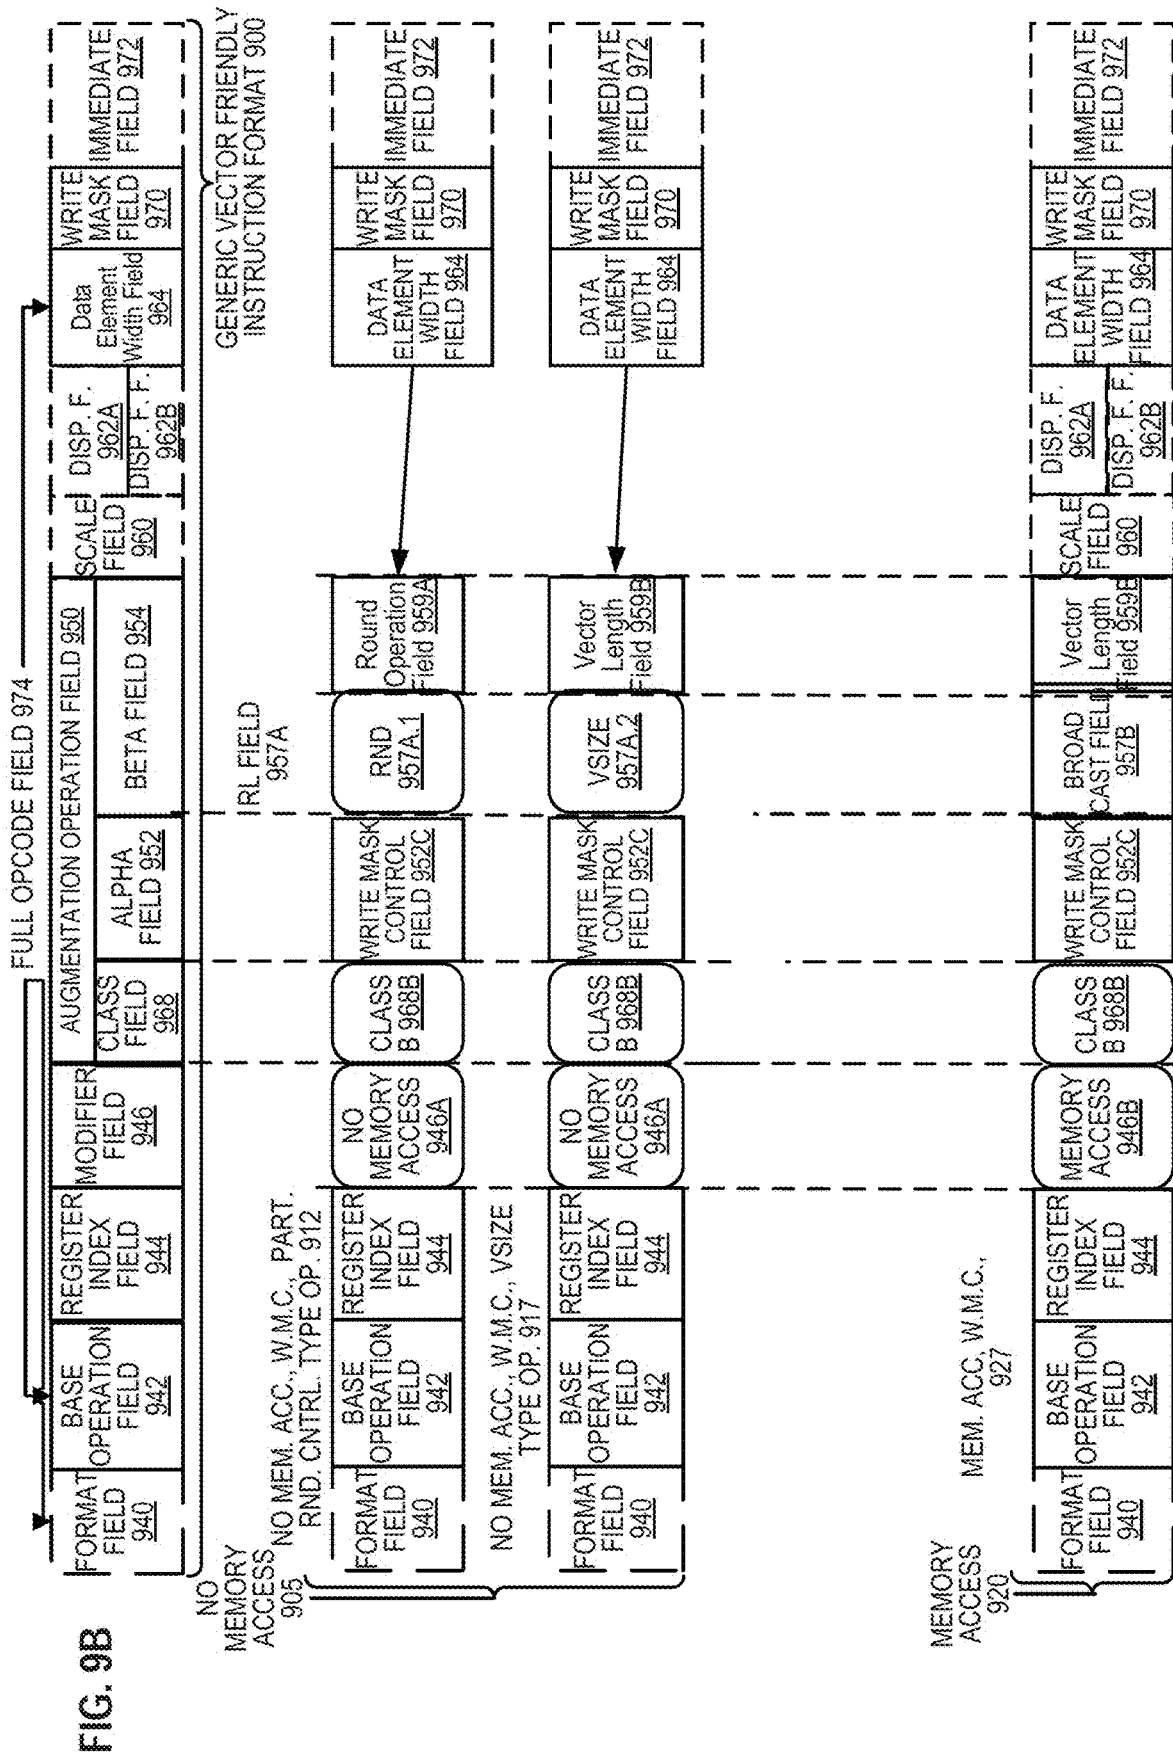 FIG. 9B
FULL OPCODE FIELD 974
FORMAT
FIELD
940
BASE
OPERATION
FIELD
942
REGISTER
INDEX
FIELD
944
MODIFIER
FIELD
946
AUGMENTATION OPERATION FIELD 950
CLASS
FIELD
968
ALPHA
FIELD 952
BETA FIELD 954
SCALE
FIELD
960
DISP. F.
962A
DISP. F. F.
962B
Data
Element
Width Field
964
WRITE
MASK
FIELD
970
IMMEDIATE
FIELD 972
GENERIC VECTOR FRIENDLY
INSTRUCTION FORMAT 900
NO
MEMORY
ACCESS
905
NO MEM. ACC., W.M.C., PART.
RND. CNTRL. TYPE OP. 912
RL FIELD
957A
FORMAT
FIELD
940
BASE
OPERATION
FIELD
942
REGISTER
INDEX
FIELD
944
NO
MEMORY
ACCESS
946A
CLASS
B 968B
WRITE MASK
CONTROL
FIELD 952C
RND
957A.1
Round
Operation
Field 959A
DATA
ELEMENT
WIDTH
FIELD 964
WRITE
MASK
FIELD
970
IMMEDIATE
FIELD 972
NO MEM. ACC., W.M.C., VSIZE
TYPE OP. 917
FORMAT
FIELD
940
BASE
OPERATION
FIELD
942
REGISTER
INDEX
FIELD
944
NO
MEMORY
ACCESS
946A
CLASS
B 968B
WRITE MASK
CONTROL
FIELD 952C
VSIZE
957A.2
Vector
Length
Field 959B
DATA
ELEMENT
WIDTH
FIELD 964
WRITE
MASK
FIELD
970
IMMEDIATE
FIELD 972
MEMORY
ACCESS
920
MEM. ACC, W.M.C.,
927
FORMAT
FIELD
940
BASE
OPERATION
FIELD
942
REGISTER
INDEX
FIELD
944
MEMORY
ACCESS
946B
CLASS
B 968B
WRITE MASK
CONTROL
FIELD 952C
BROAD
CAST FIELD
957B
Vector
Length
Field 959B
SCALE
FIELD
960
DISP. F.
962A
DISP. F. F.
962B
DATA
ELEMENT
WIDTH
FIELD 964
WRITE
MASK
FIELD
970
IMMEDIATE
FIELD 972